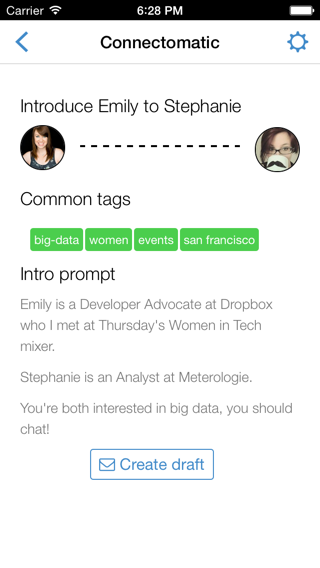 Carrier 6:28 PM
Connectomatic
Introduce Emily to Stephanie
Common tags
big-data women events san francisco
Intro prompt
Emily is a Developer Advocate at Dropbox
who I met at Thursday's Women in Tech
mixer.
Stephanie is an Analyst at Meterologie.
You're both interested in big data, you should
chat!
Create draft